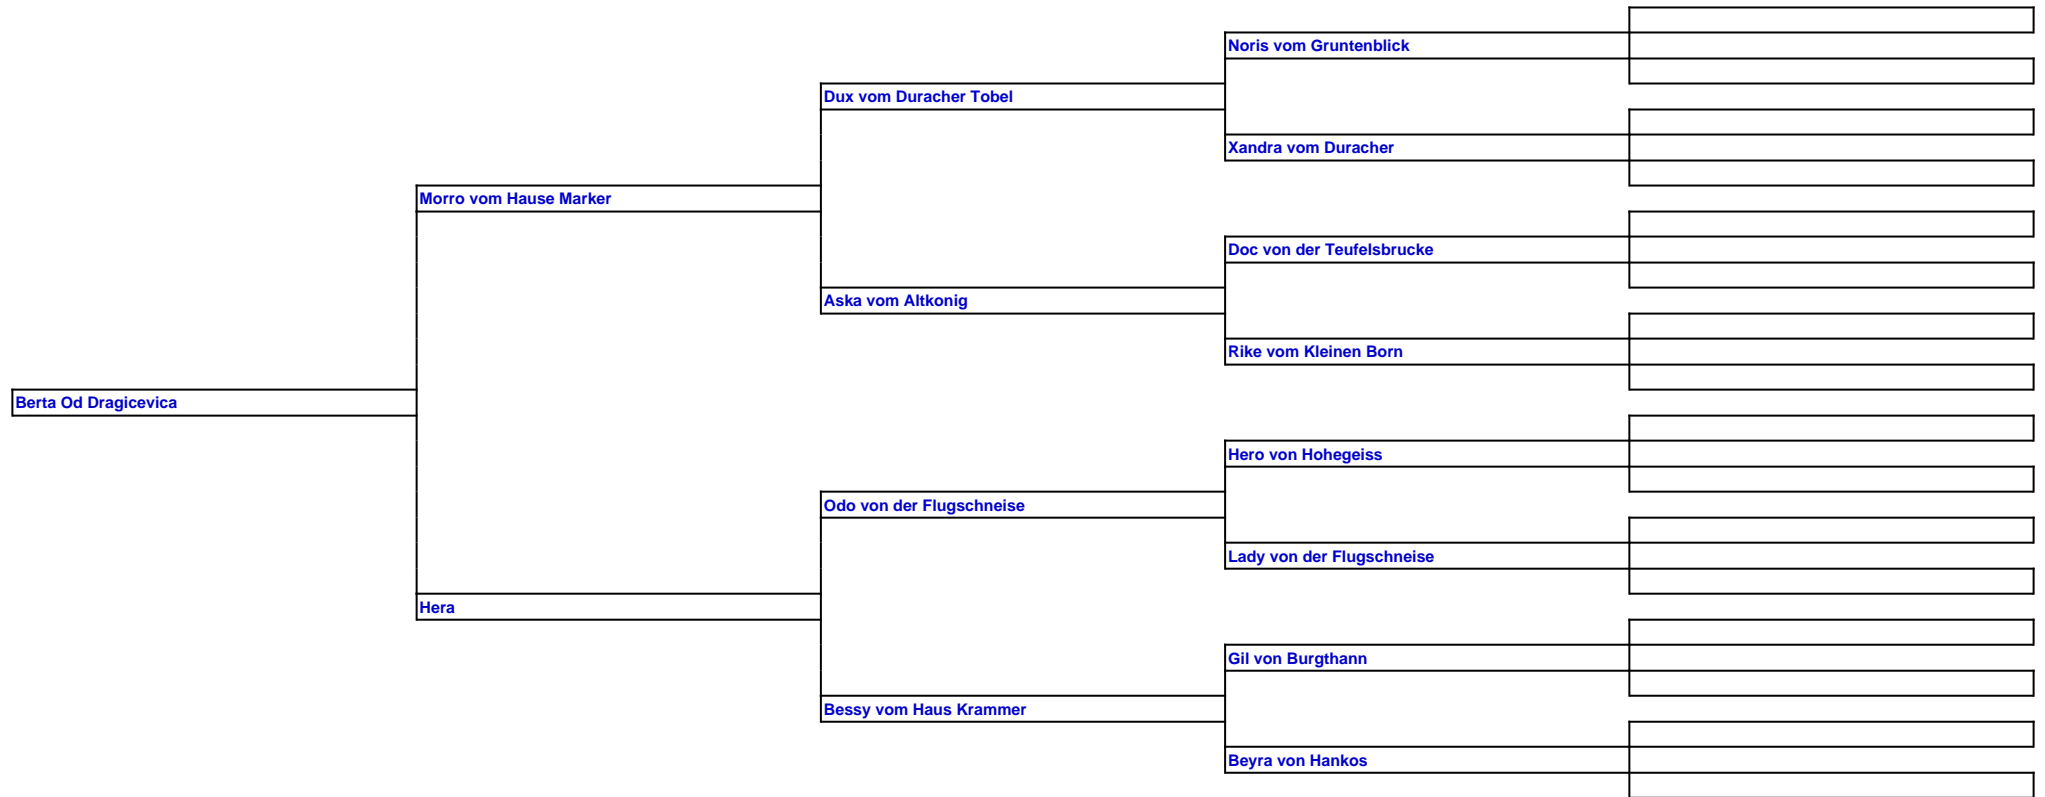 Noris vom Gruntenblick
Dux vom Duracher Tobel
Xandra vom Duracher
Morro vom Hause Marker
Doc von der Teufelsbrucke
Aska vom Altkonig
Rike vom Kleinen Born
Berta Od Dragicevica
Hero von Hohegeiss
Odo von der Flugschneise
Lady von der Flugschneise
Hera
Gil von Burgthann
Bessy vom Haus Krammer
Beyra von Hankos